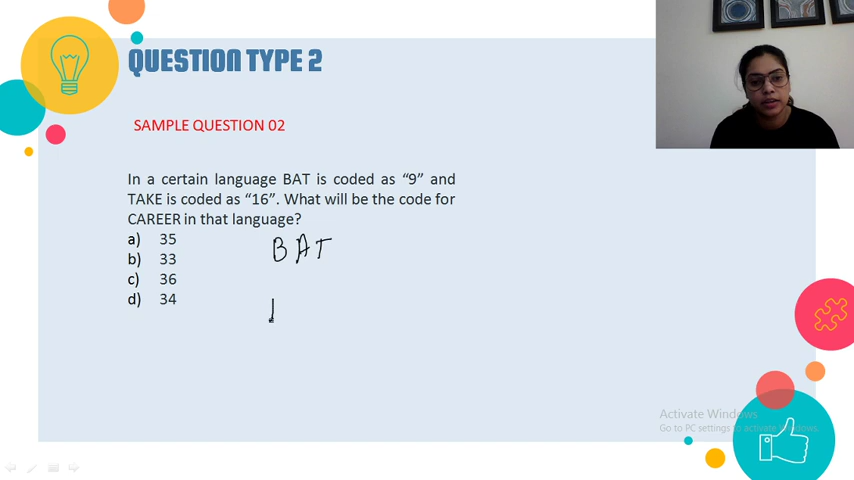 QUESTION TYPE 2
SAMPLE QUESTION 02
In a certain language BAT is coded as “9” and
TAKE is coded as “16”. What will be the code for
CAREER in that language?
a) 35
b) 33
c) 36
d) 34
BAT
Activate Windows
Go to PC settings to activate Windows.